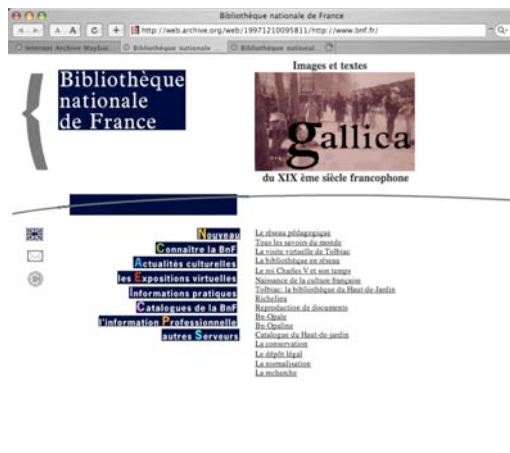 Bibliothèque nationale de France
http://web.archive.org/web/19971210095811/http://www.bnf.fr/
Internet Archive Waybac...
Bibliothèque nationale ...
Bibliothèque national...
Bibliothèque
nationale
de France
Images et textes
gallica
du XIX ème siècle francophone
Nouveau
Connaître la BnF
Actualités culturelles
les Expositions virtuelles
Informations pratiques
Catalogues de la BnF
l'information Professionnelle
autres Serveurs
Le réseau pédagogique
Tous les savoirs du monde
La visite virtuelle de Tolbiac
La bibliothèque en réseau
Le roi Charles V et son temps
Naissance de la culture française
Tolbiac: la bibliothèque du Haut de Jardin
Richelieu
Reproduction de documents
Bn-Opale
Bn-Opaline
Catalogue du Haut-de-jardin
La conservation
Le dépôt légal
La normalisation
La recherche